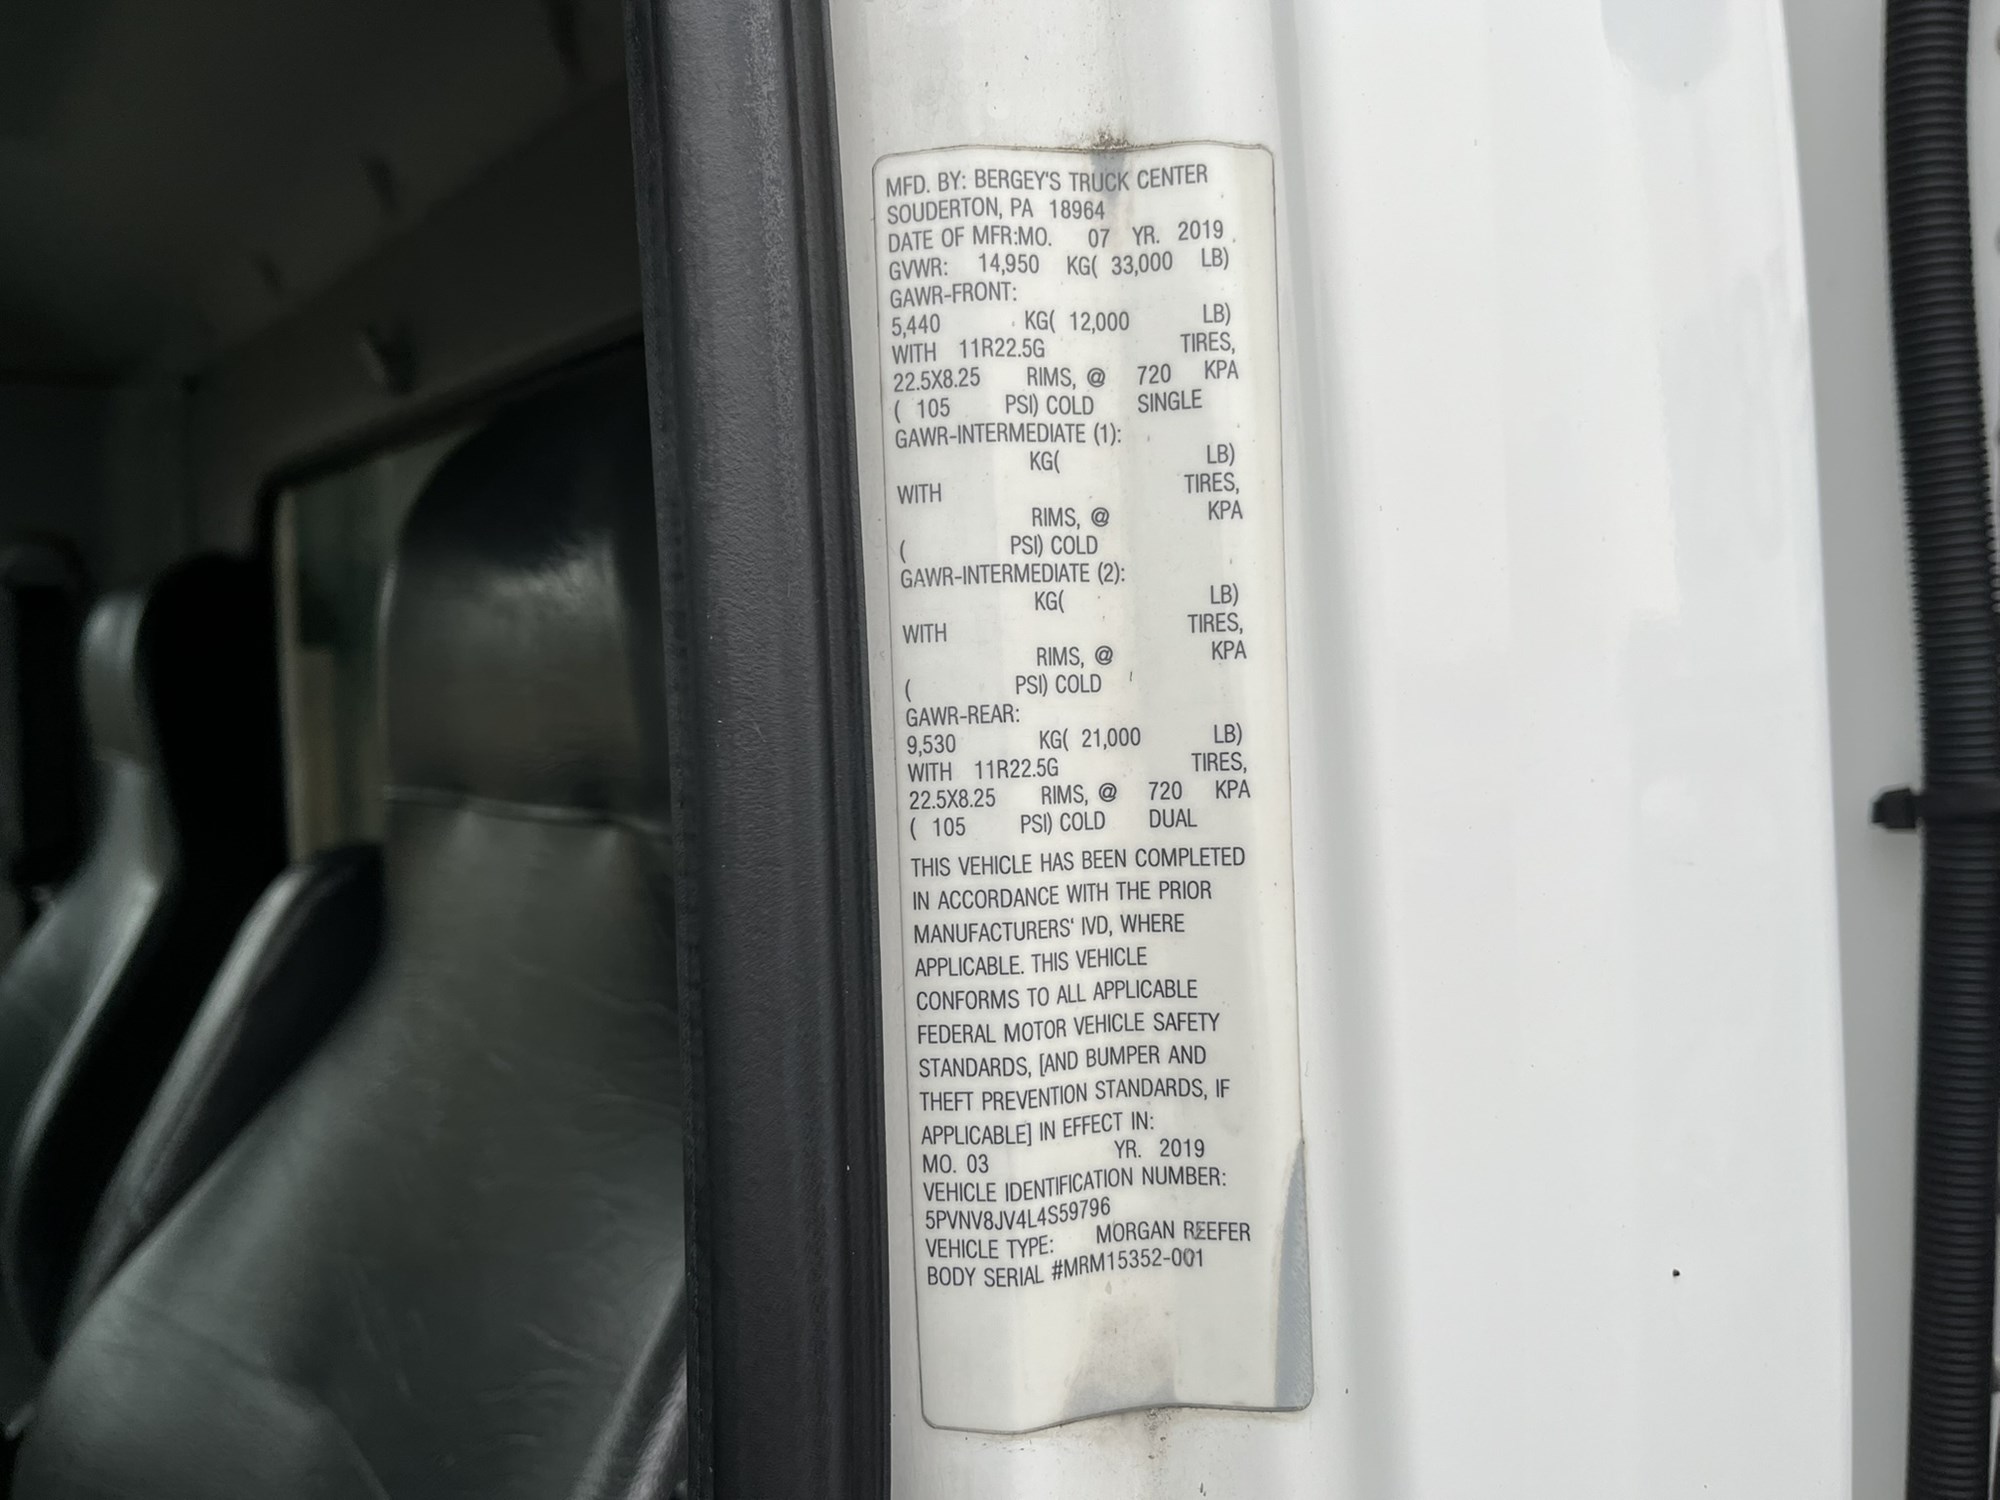 MFD. BY: BERGEY'S TRUCK CENTER
SOUDERTON, PA 18964
DATE OF MFR:MO. 07 YR. 2019
GVWR: 14,950 KG( 33,000 LB)
GAWR-FRONT:
5,440 KG( 12,000 LB)
WITH 11R22.5G TIRES,
22.5X8.25 RIMS, @ 720 KPA
( 105 PSI) COLD SINGLE
GAWR-INTERMEDIATE (1):
KG( LB)
WITH TIRES,
RIMS, @ KPA
( PSI) COLD
GAWR-INTERMEDIATE (2):
KG( LB)
WITH TIRES,
RIMS, @ KPA
( PSI) COLD
GAWR-REAR:
9,530 KG( 21,000 LB)
WITH 11R22.5G TIRES,
22.5X8.25 RIMS, @ 720 KPA
( 105 PSI) COLD DUAL
THIS VEHICLE HAS BEEN COMPLETED
IN ACCORDANCE WITH THE PRIOR
MANUFACTURERS' IVD, WHERE
APPLICABLE. THIS VEHICLE
CONFORMS TO ALL APPLICABLE
FEDERAL MOTOR VEHICLE SAFETY
STANDARDS, [AND BUMPER AND
THEFT PREVENTION STANDARDS, IF
APPLICABLE] IN EFFECT IN:
MO. 03 YR. 2019
VEHICLE IDENTIFICATION NUMBER:
5PVNV8JV4L4S59796
VEHICLE TYPE: MORGAN REEFER
BODY SERIAL #MRM15352-001